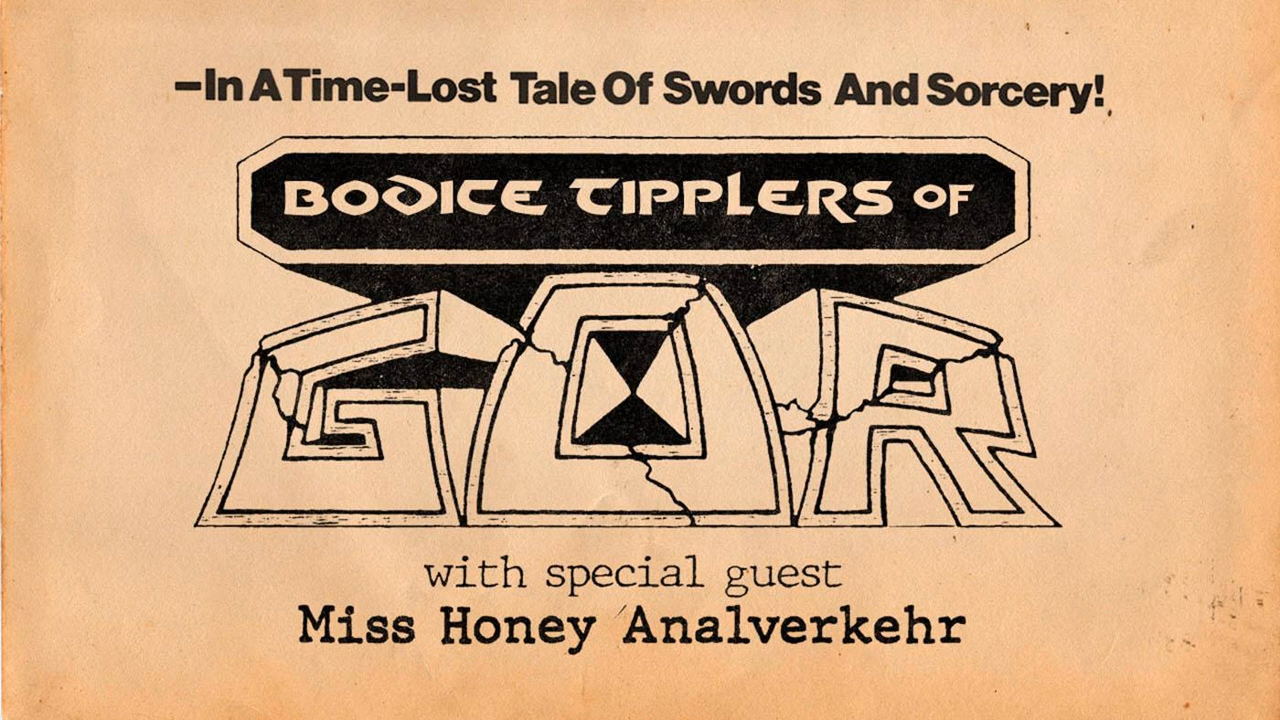 –In A Time-Lost Tale Of Swords And Sorcery!
BODICE TIPPLERS OF
GOR
with special guest
Miss Honey Analverkehr